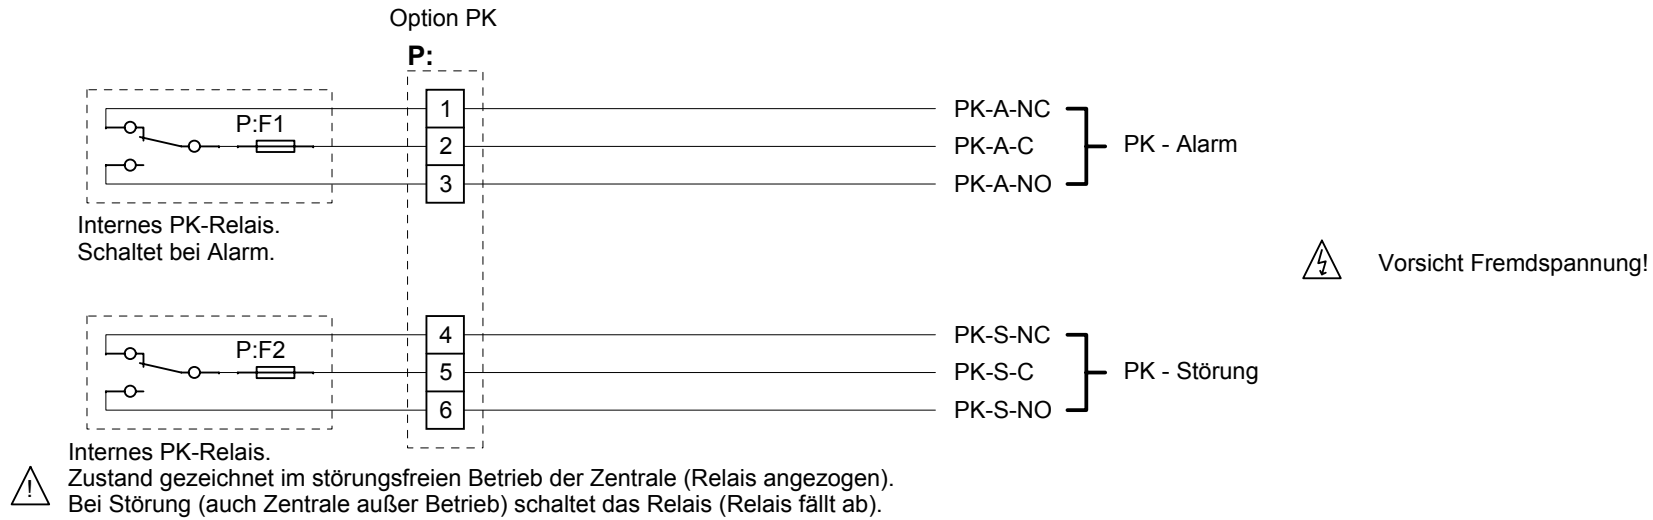 Option PK
P:
1
PK-A-NC
P:F1
2
PK-A-C
PK - Alarm
3
PK-A-NO
Internes PK-Relais.
Schaltet bei Alarm.
Vorsicht Fremdspannung!
4
PK-S-NC
P:F2
5
PK-S-C
PK - Störung
6
PK-S-NO
Internes PK-Relais.
!
Zustand gezeichnet im störungsfreien Betrieb der Zentrale (Relais angezogen).
Bei Störung (auch Zentrale außer Betrieb) schaltet das Relais (Relais fällt ab).